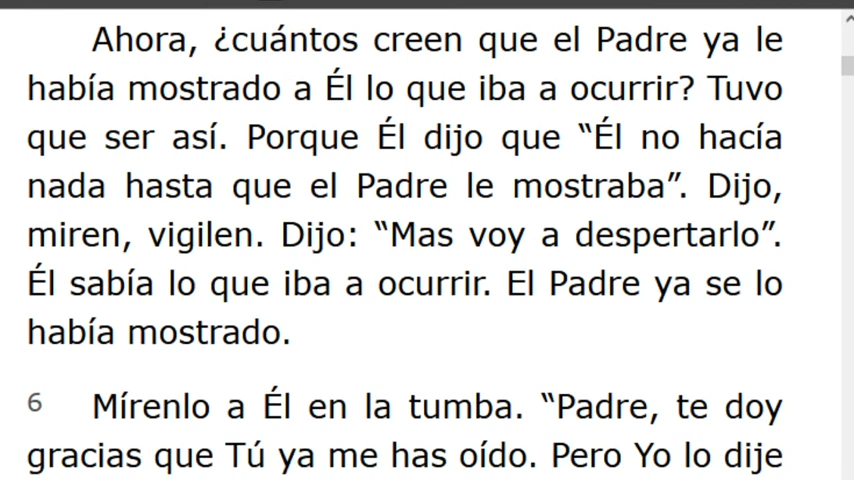 Ahora, ¿cuántos creen que el Padre ya le
había mostrado a Él lo que iba a ocurrir? Tuvo
que ser así. Porque Él dijo que “Él no hacía
nada hasta que el Padre le mostraba”. Dijo,
miren, vigilen. Dijo: “Mas voy a despertarlo”.
Él sabía lo que iba a ocurrir. El Padre ya se lo
había mostrado.
6 Mírenlo a Él en la tumba. “Padre, te doy
gracias que Tú ya me has oído. Pero Yo lo dije